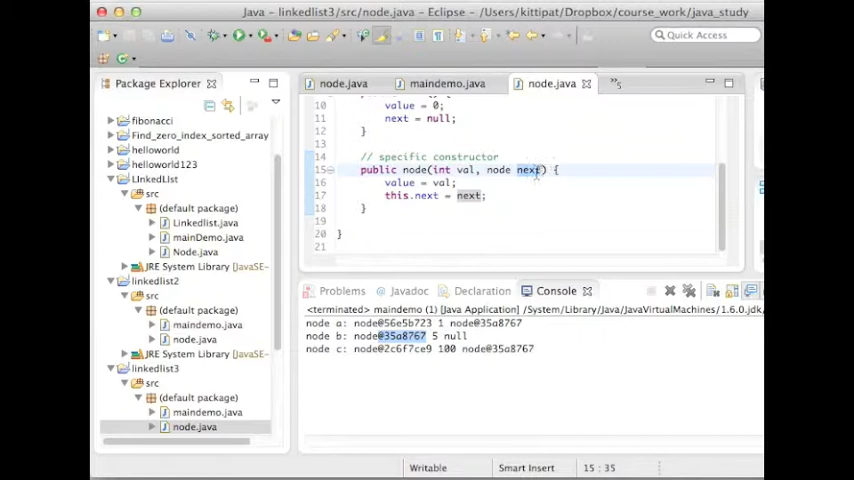 Java - linkedlist3/src/node.java - Eclipse - /Users/kittipat/Dropbox/course_work/java_study
Quick Access
Package Explorer
fibonacci
Find_zero_index_sorted_array
helloworld
helloworld123
LInkedLIst
src
(default package)
Linkedlist.java
mainDemo.java
Node.java
JRE System Library [JavaSE-
linkedlist2
src
(default package)
maindemo.java
node.java
JRE System Library [JavaSE-
linkedlist3
src
(default package)
maindemo.java
node.java
node.java
maindemo.java
node.java
»5
10 value = 0;
11 next = null;
12 }
13
14 // specific constructor
15 public node(int val, node next) {
16 value = val;
17 this.next = next;
18 }
19
20 }
21
Problems
Javadoc
Declaration
Console
<terminated> maindemo (1) [Java Application] /System/Library/Java/JavaVirtualMachines/1.6.0.jdk,
node a: node@56e5b723 1 node@35a8767
node b: node@35a8767 5 null
node c: node@2c6f7ce9 100 node@35a8767
Writable
Smart Insert
15 : 35